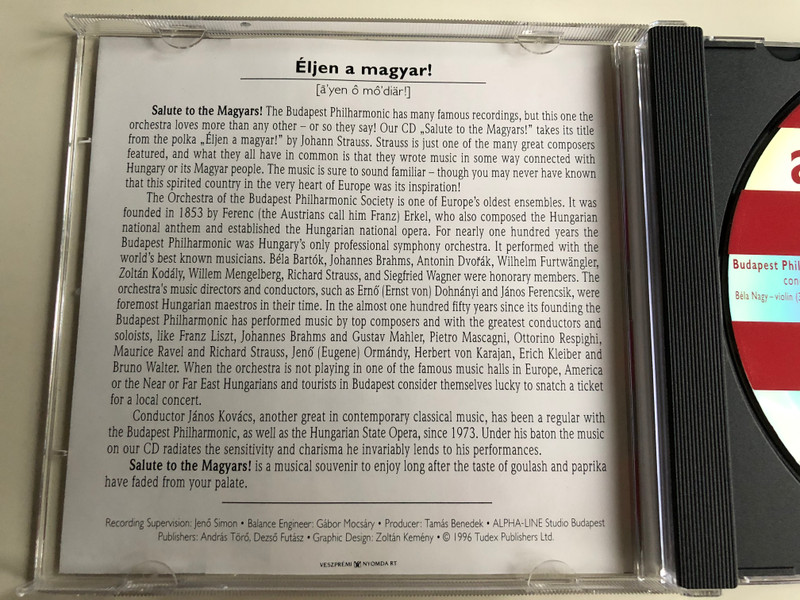 Éljen a magyar!
[â'yen ô mô'diär!]
Salute to the Magyars! The Budapest Philharmonic has many famous recordings, but this one the
orchestra loves more than any other – or so they say! Our CD „Salute to the Magyars!” takes its title
from the polka „Éljen a magyar!” by Johann Strauss. Strauss is just one of the many great composers
featured, and what they all have in common is that they wrote music in some way connected with
Hungary or its Magyar people. The music is sure to sound familiar – though you may never have known
that this spirited country in the very heart of Europe was its inspiration!
The Orchestra of the Budapest Philharmonic Society is one of Europe's oldest ensembles. It was
founded in 1853 by Ferenc (the Austrians call him Franz) Erkel, who also composed the Hungarian
national anthem and established the Hungarian national opera. For nearly one hundred years the
Budapest Philharmonic was Hungary's only professional symphony orchestra. It performed with the
world's best known musicians. Béla Bartók, Johannes Brahms, Antonin Dvořák, Wilhelm Furtwängler,
Zoltán Kodály, Willem Mengelberg, Richard Strauss, and Siegfried Wagner were honorary members. The
orchestra's music directors and conductors, such as Ernő (Ernst von) Dohnányi and János Ferencsik, were
foremost Hungarian maestros in their time. In the almost one hundred fifty years since its founding the
Budapest Philharmonic has performed music by top composers and with the greatest conductors and
soloists, like Franz Liszt, Johannes Brahms and Gustav Mahler, Pietro Mascagni, Ottorino Respighi,
Maurice Ravel and Richard Strauss, Jenő (Eugene) Ormándy, Herbert von Karajan, Erich Kleiber and
Bruno Walter. When the orchestra is not playing in one of the famous music halls in Europe, America
or the Near or Far East Hungarians and tourists in Budapest consider themselves lucky to snatch a ticket
for a local concert.
Conductor János Kovács, another great in contemporary classical music, has been a regular with
the Budapest Philharmonic, as well as the Hungarian State Opera, since 1973. Under his baton the music
on our CD radiates the sensitivity and charisma he invariably lends to his performances.
Salute to the Magyars! is a musical souvenir to enjoy long after the taste of goulash and paprika
have faded from your palate.
Recording Supervision: Jenő Simon • Balance Engineer: Gábor Mocsáry • Producer: Tamás Benedek • ALPHA-LINE Studio Budapest
Publishers: András Törő, Dezső Futász • Graphic Design: Zoltán Kemény • © 1996 Tudex Publishers Ltd.
VESZPRÉMI NYOMDA RT.
Budapest Phil
con
Béla Nagy – violin (3